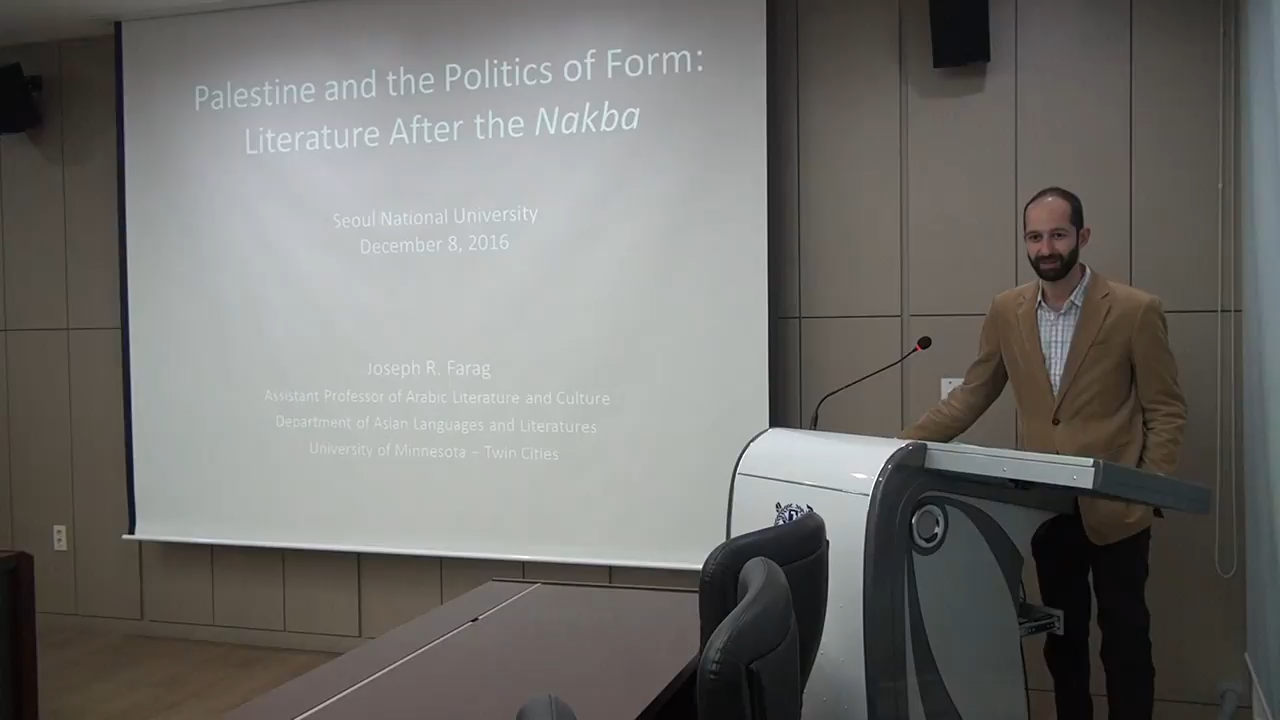 Palestine and the Politics of Form:
Literature After the Nakba
Seoul National University
December 8, 2016
Joseph R. Farag
Assistant Professor of Arabic Literature and Culture
Department of Asian Languages and Literatures
University of Minnesota – Twin Cities